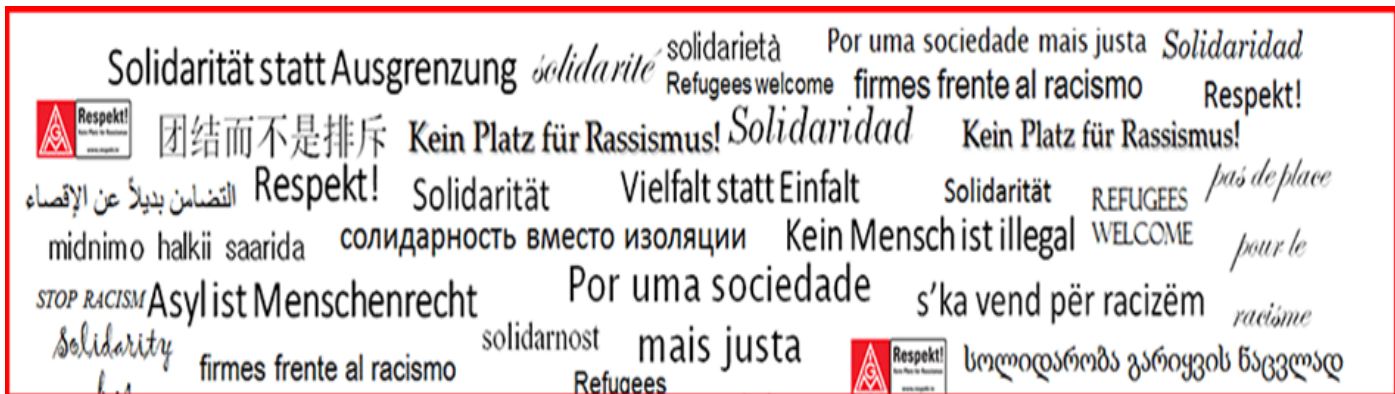 Solidarität statt Ausgrenzung solidarité solidarietà Por uma sociedade mais justa Solidaridad
Refugees welcome firmes frente al racismo Respekt!
Respekt! 团结而不是排斥 Kein Platz für Rassismus! Solidaridad Kein Platz für Rassismus!
التضامن بديلاً عن الإقصاء Respekt! Solidarität Vielfalt statt Einfalt Solidarität REFUGEES WELCOME pas de place
midnimo halkii saarida солидарность вместо изоляции Kein Mensch ist illegal pour le
STOP RACISM Asyl ist Menschenrecht Por uma sociedade s'ka vend për racizëm racisme
Solidarity firmes frente al racismo solidarnost mais justa Respekt! სოლიდარობა გარიყვის ნაცვლად
Refugees